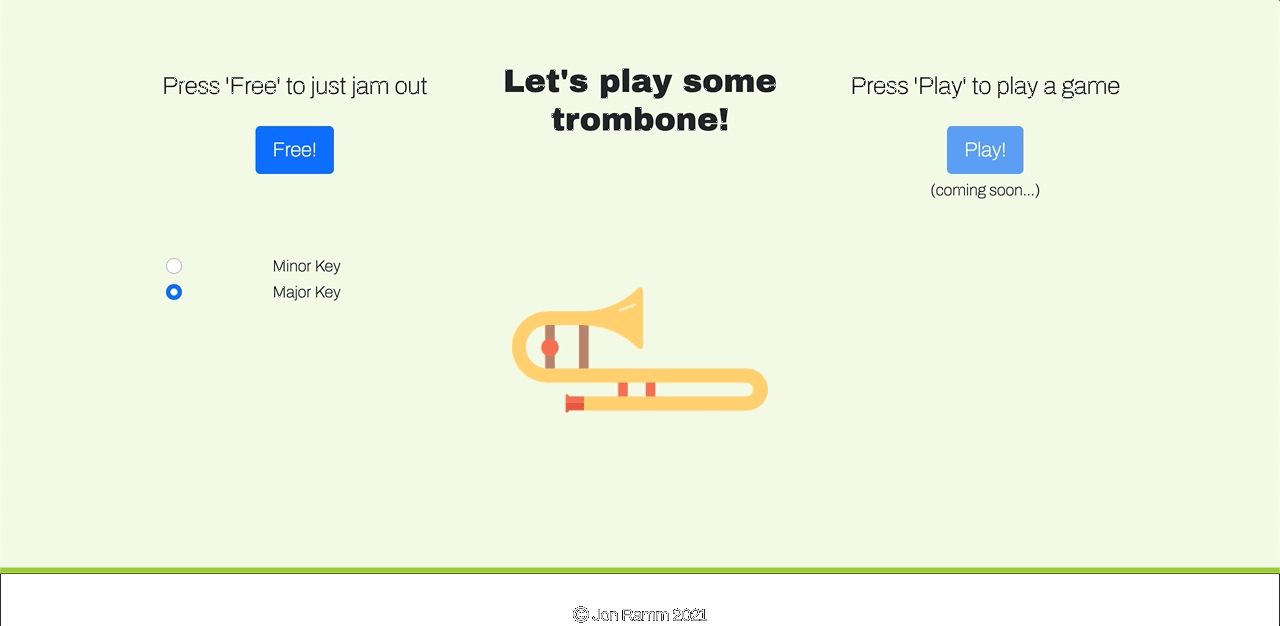 Press 'Free' to just jam out
Free!
Let's play some
trombone!
Press 'Play' to play a game
Play!
(coming soon...)
Minor Key
Major Key
© Jon Ramm 2021